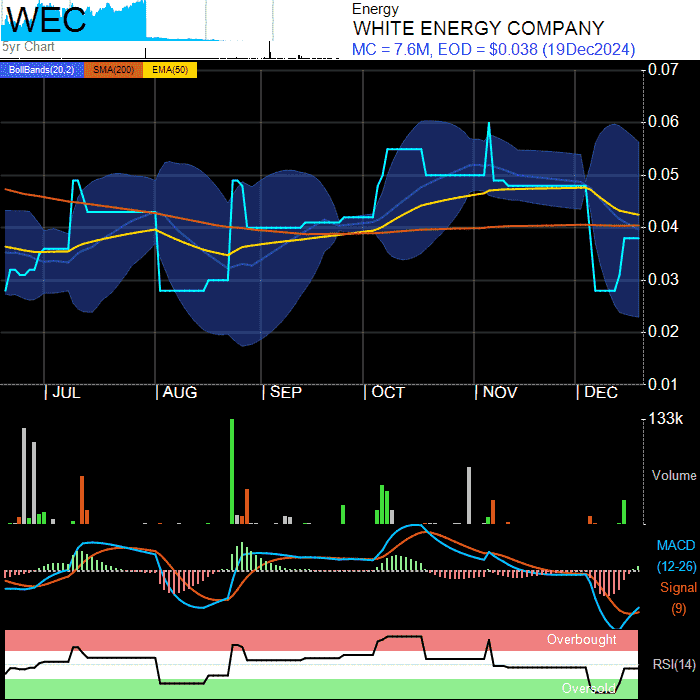 WEC
5yr Chart
Energy
WHITE ENERGY COMPANY
MC = 7.6M, EOD = $0.038 (19Dec2024)
BollBands(20,2) SMA(200) EMA(50)
0.07
0.06
0.05
0.04
0.03
0.02
0.01
| JUL | AUG | SEP | OCT | NOV | DEC
133k
Volume
MACD
(12-26)
Signal
(9)
Overbought
RSI(14)
Oversold